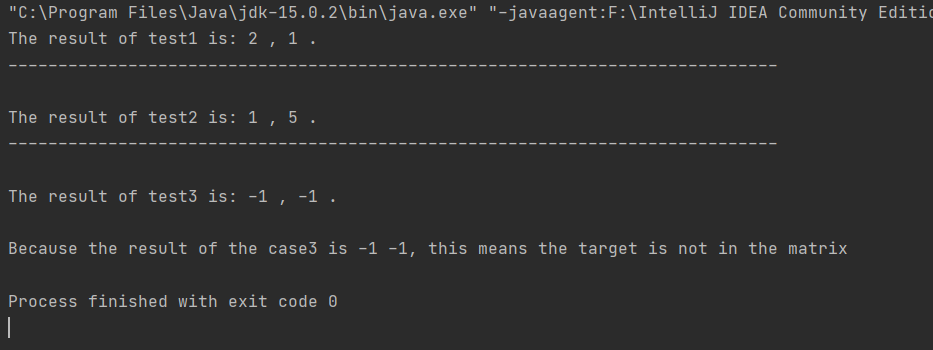 "C:\Program Files\Java\jdk-15.0.2\bin\java.exe" "-javaagent:F:\IntelliJ IDEA Community Editio
The result of test1 is: 2 , 1 .
-----------------------------------------------------------------------------
The result of test2 is: 1 , 5 .
-----------------------------------------------------------------------------
The result of test3 is: -1 , -1 .
Because the result of the case3 is -1 -1, this means the target is not in the matrix
Process finished with exit code 0